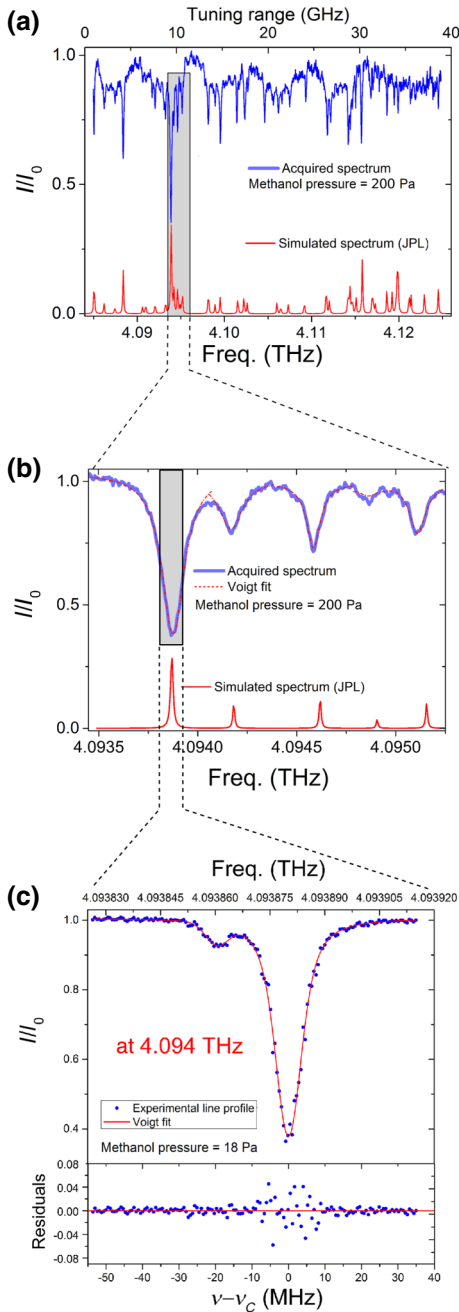 (a)
Tuning range (GHz)
0 10 20 30 40
1.0
0.5
0.0
I/I0
Acquired spectrum
Methanol pressure = 200 Pa
Simulated spectrum (JPL)
4.09 4.10 4.11 4.12
Freq. (THz)
(b)
1.0
0.5
0.0
I/I0
Acquired spectrum
Voigt fit
Methanol pressure = 200 Pa
Simulated spectrum (JPL)
4.0935 4.0940 4.0945 4.0950
Freq. (THz)
(c)
Freq. (THz)
4.093830 4.093845 4.093860 4.093875 4.093890 4.093905 4.093920
1.0
0.8
0.6
0.4
I/I0
at 4.094 THz
Experimental line profile
Voigt fit
Methanol pressure = 18 Pa
0.08
0.04
0.00
-0.04
-0.08
Residuals
-50 -40 -30 -20 -10 0 10 20 30 40
ν−νC (MHz)